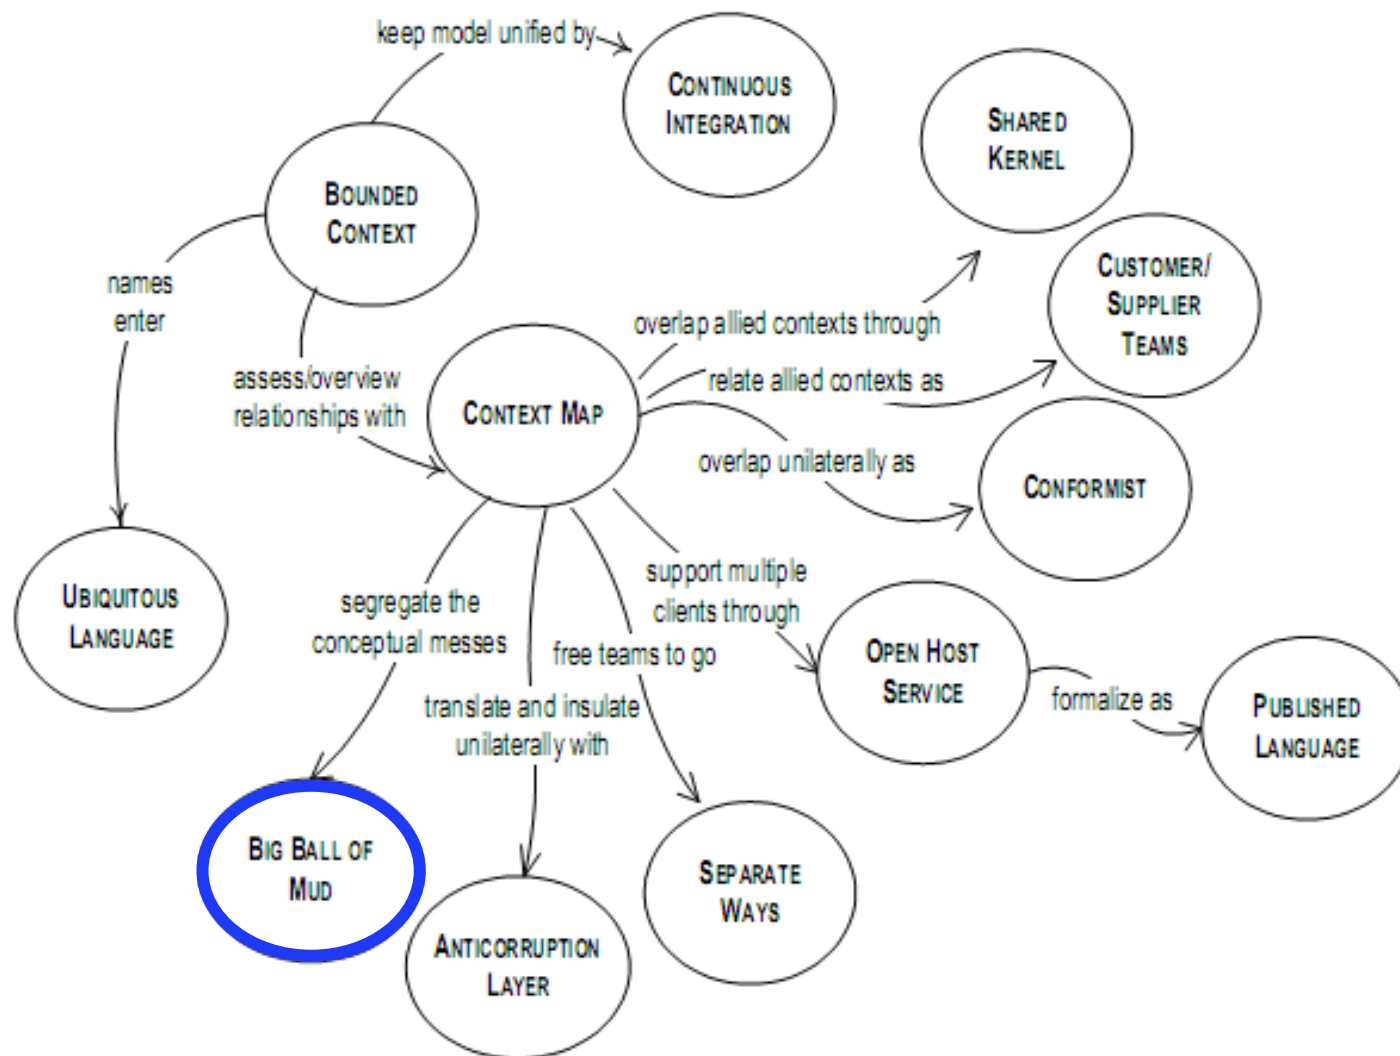 keep model unified by
CONTINUOUS
INTEGRATION
SHARED
KERNEL
BOUNDED
CONTEXT
names
enter
CUSTOMER/
SUPPLIER
TEAMS
overlap allied contexts through
assess/overview
relationships with
relate allied contexts as
CONTEXT MAP
overlap unilaterally as
CONFORMIST
support multiple
clients through
UBIQUITOUS
LANGUAGE
segregate the
conceptual messes
free teams to go
OPEN HOST
SERVICE
formalize as
PUBLISHED
LANGUAGE
translate and insulate
unilaterally with
BIG BALL OF
MUD
SEPARATE
WAYS
ANTICORRUPTION
LAYER